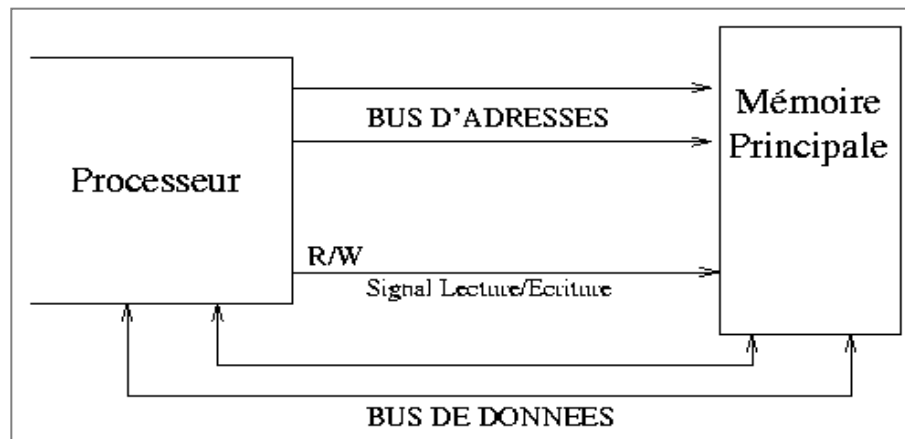 BUS D'ADRESSES
Mémoire
Principale
Processeur
R/W
Signal Lecture/Ecriture
BUS DE DONNEES